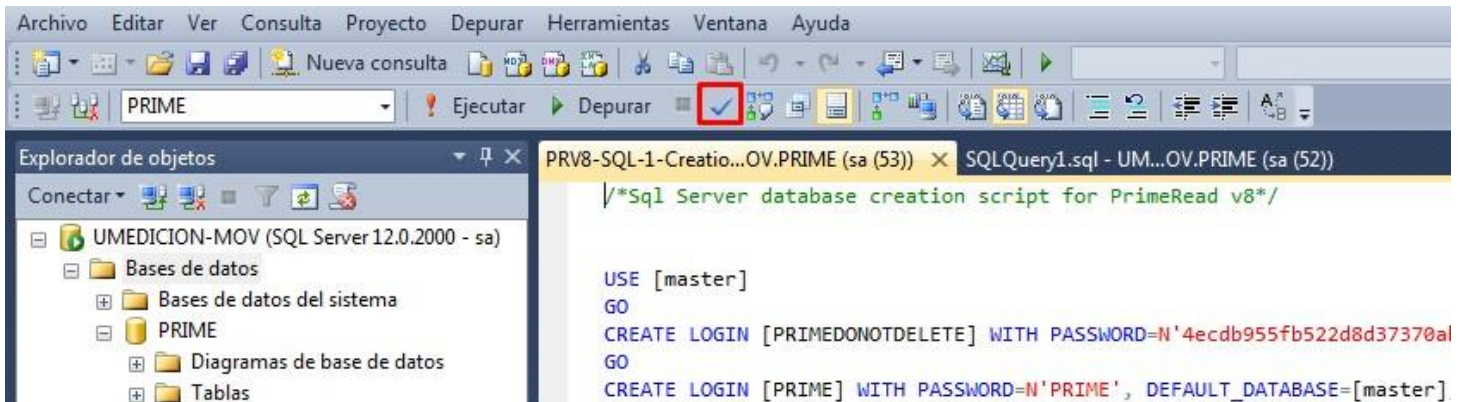 Archivo Editar Ver Consulta Proyecto Depurar Herramientas Ventana Ayuda
Nueva consulta
PRIME Ejecutar Depurar
Explorador de objetos
PRV8-SQL-1-Creatio...OV.PRIME (sa (53)) SQLQuery1.sql - UM...OV.PRIME (sa (52))
Conectar
/*Sql Server database creation script for PrimeRead v8*/
UMEDICION-MOV (SQL Server 12.0.2000 - sa)
Bases de datos
Bases de datos del sistema
PRIME
Diagramas de base de datos
Tablas
USE [master]
GO
CREATE LOGIN [PRIMEDONOTDELETE] WITH PASSWORD=N'4ecdb955fb522d8d37370a
GO
CREATE LOGIN [PRIME] WITH PASSWORD=N'PRIME', DEFAULT_DATABASE=[master]